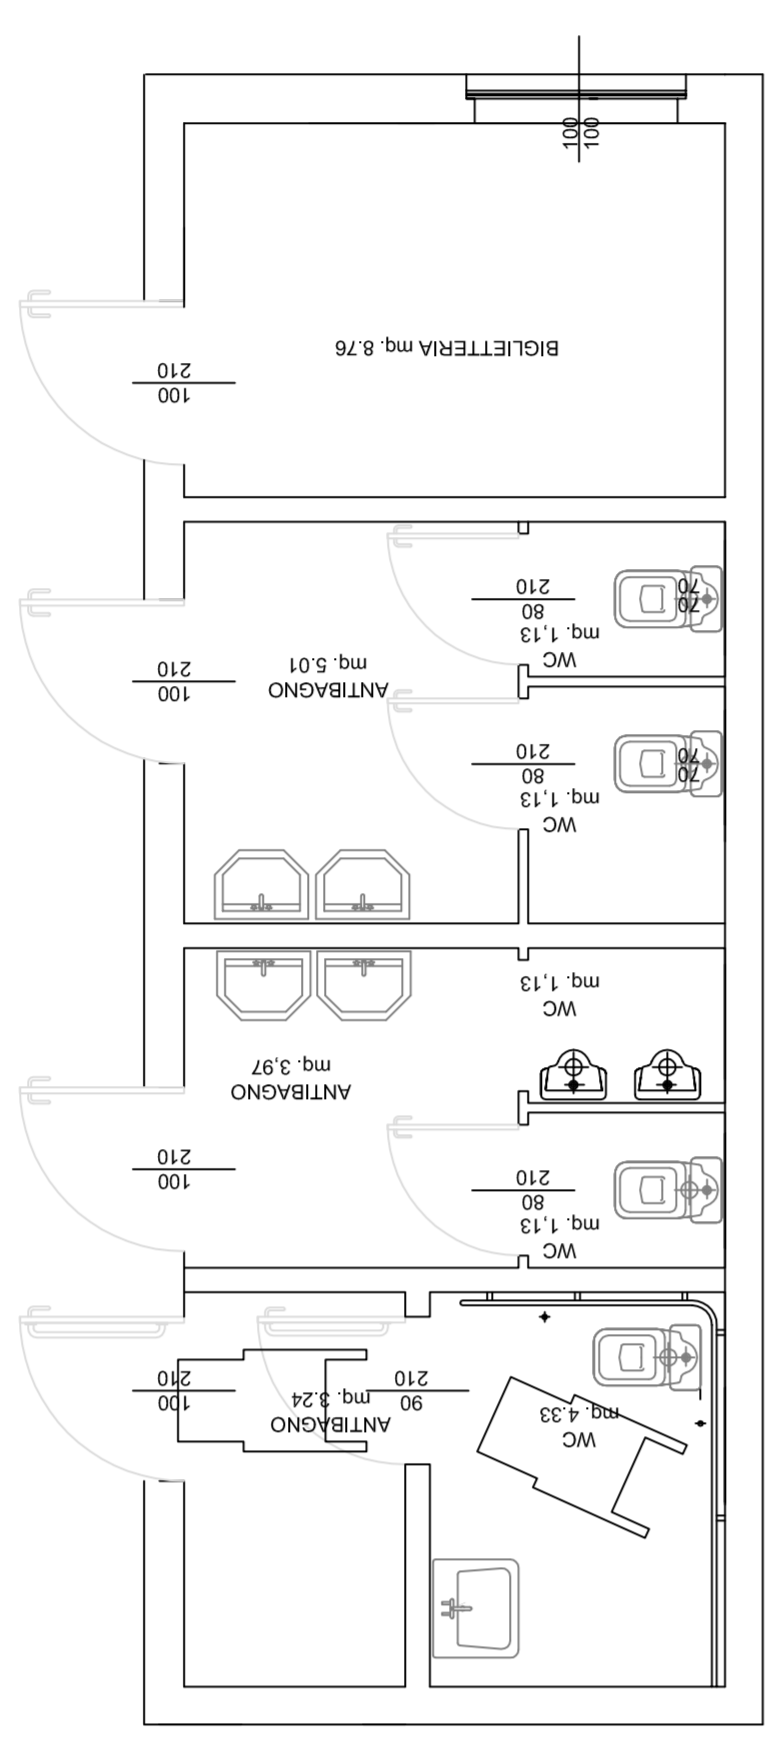 WC
mq. 4.33
90
210
ANTIBAGNO
mq. 3.24
100
210
WC
mq. 1,13
80
210
100
210
ANTIBAGNO
mq. 3,97
WC
mq. 1,13
WC
mq. 1,13
70
70
80
210
ANTIBAGNO
mq. 5.01
100
210
WC
mq. 1,13
70
70
80
210
100
210
BIGLIETTERIA mq. 8.76
100
100